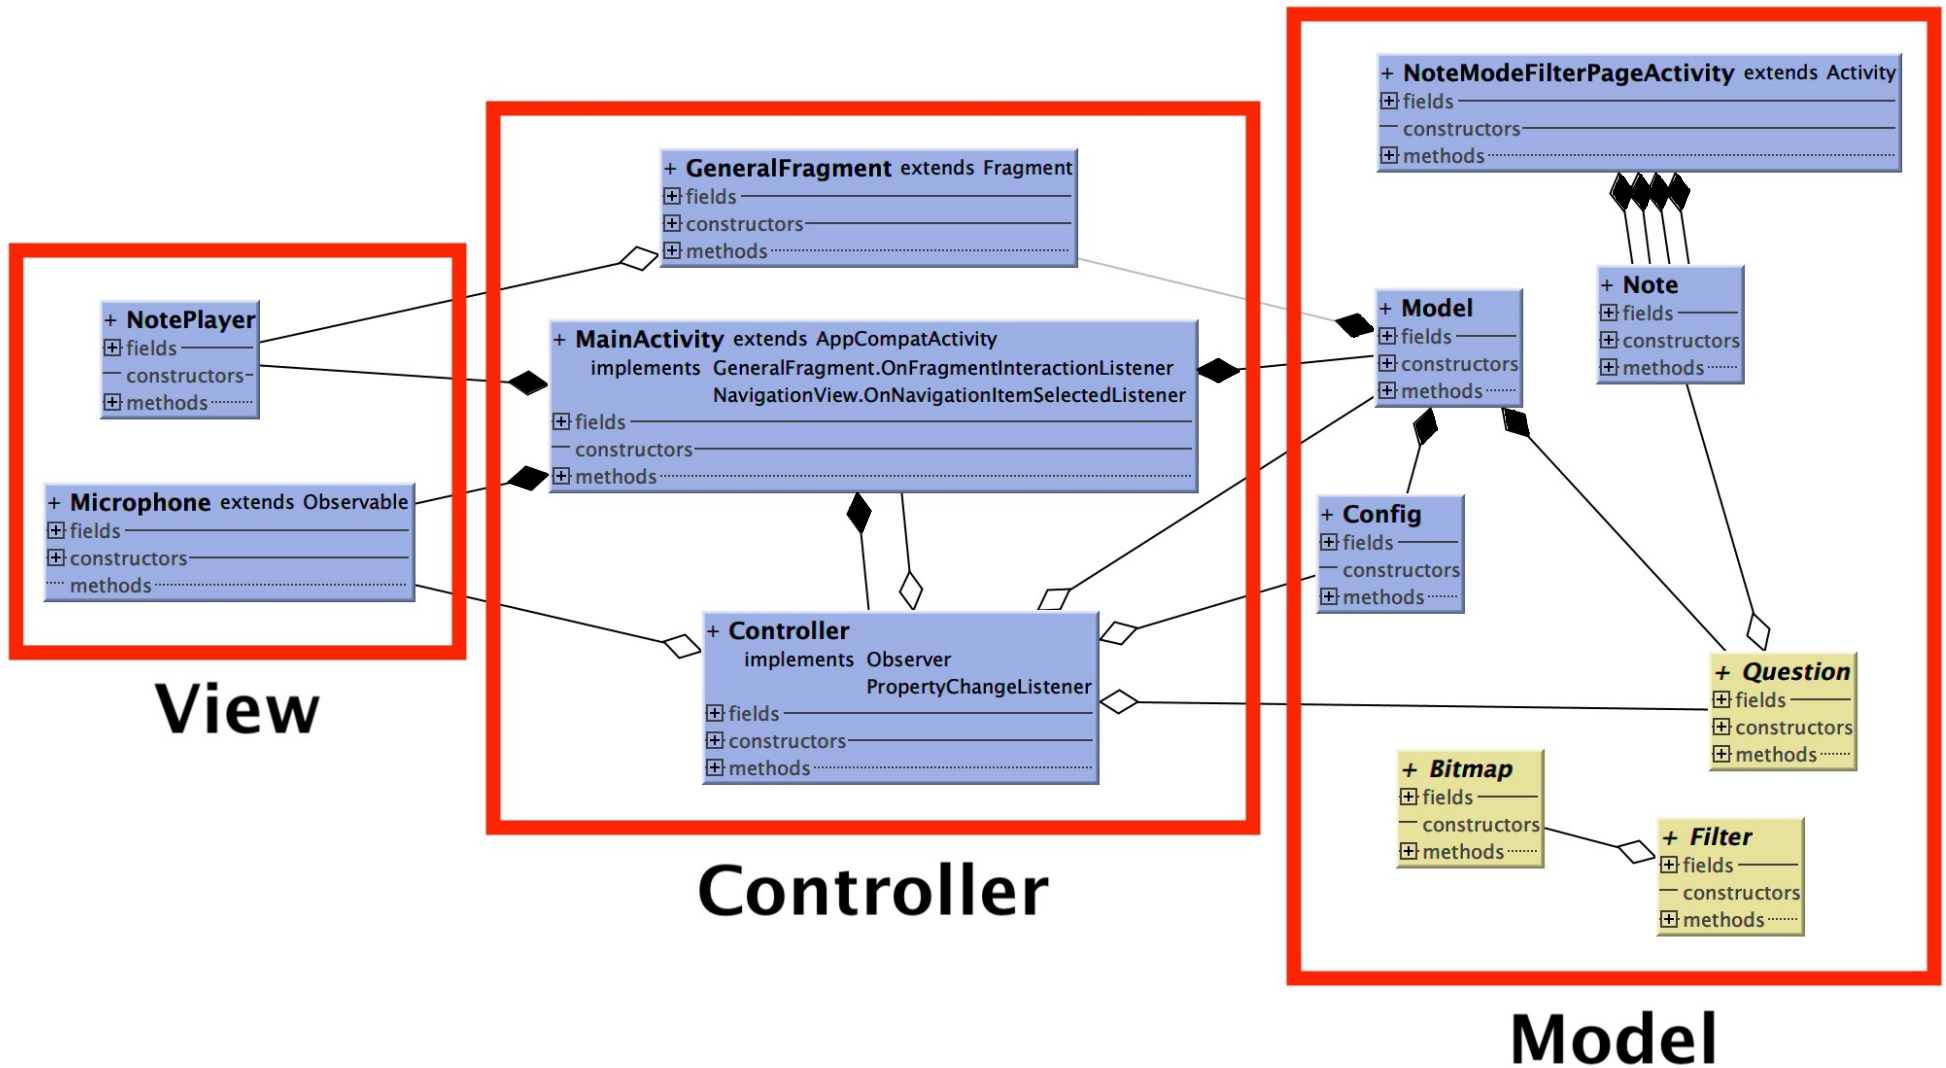 + NotePlayer
fields
constructors
methods
+ Microphone extends Observable
fields
constructors
methods
View
+ GeneralFragment extends Fragment
fields
constructors
methods
+ MainActivity extends AppCompatActivity
implements GeneralFragment.OnFragmentInteractionListener
NavigationView.OnNavigationItemSelectedListener
fields
constructors
methods
+ Controller
implements Observer
PropertyChangeListener
fields
constructors
methods
Controller
+ NoteModeFilterPageActivity extends Activity
fields
constructors
methods
+ Note
fields
constructors
methods
+ Model
fields
constructors
methods
+ Config
fields
constructors
methods
+ Question
fields
constructors
methods
+ Bitmap
fields
constructors
methods
+ Filter
fields
constructors
methods
Model